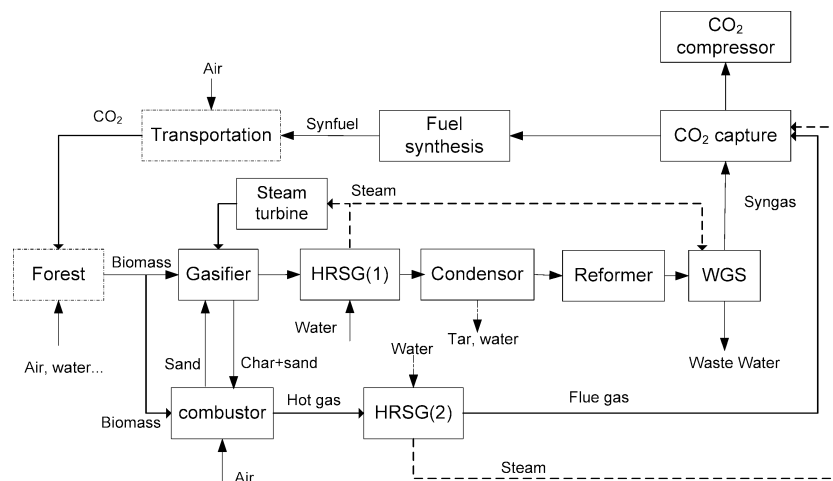 CO₂
compressor
Air
CO₂
Transportation
Synfuel
Fuel
synthesis
CO₂ capture
Steam
turbine
Steam
Syngas
Forest
Biomass
Gasifier
HRSG(1)
Condensor
Reformer
WGS
Water
Tar, water
Air, water...
Sand
Char+sand
Water
Waste Water
Biomass
combustor
Hot gas
HRSG(2)
Flue gas
Air
Steam